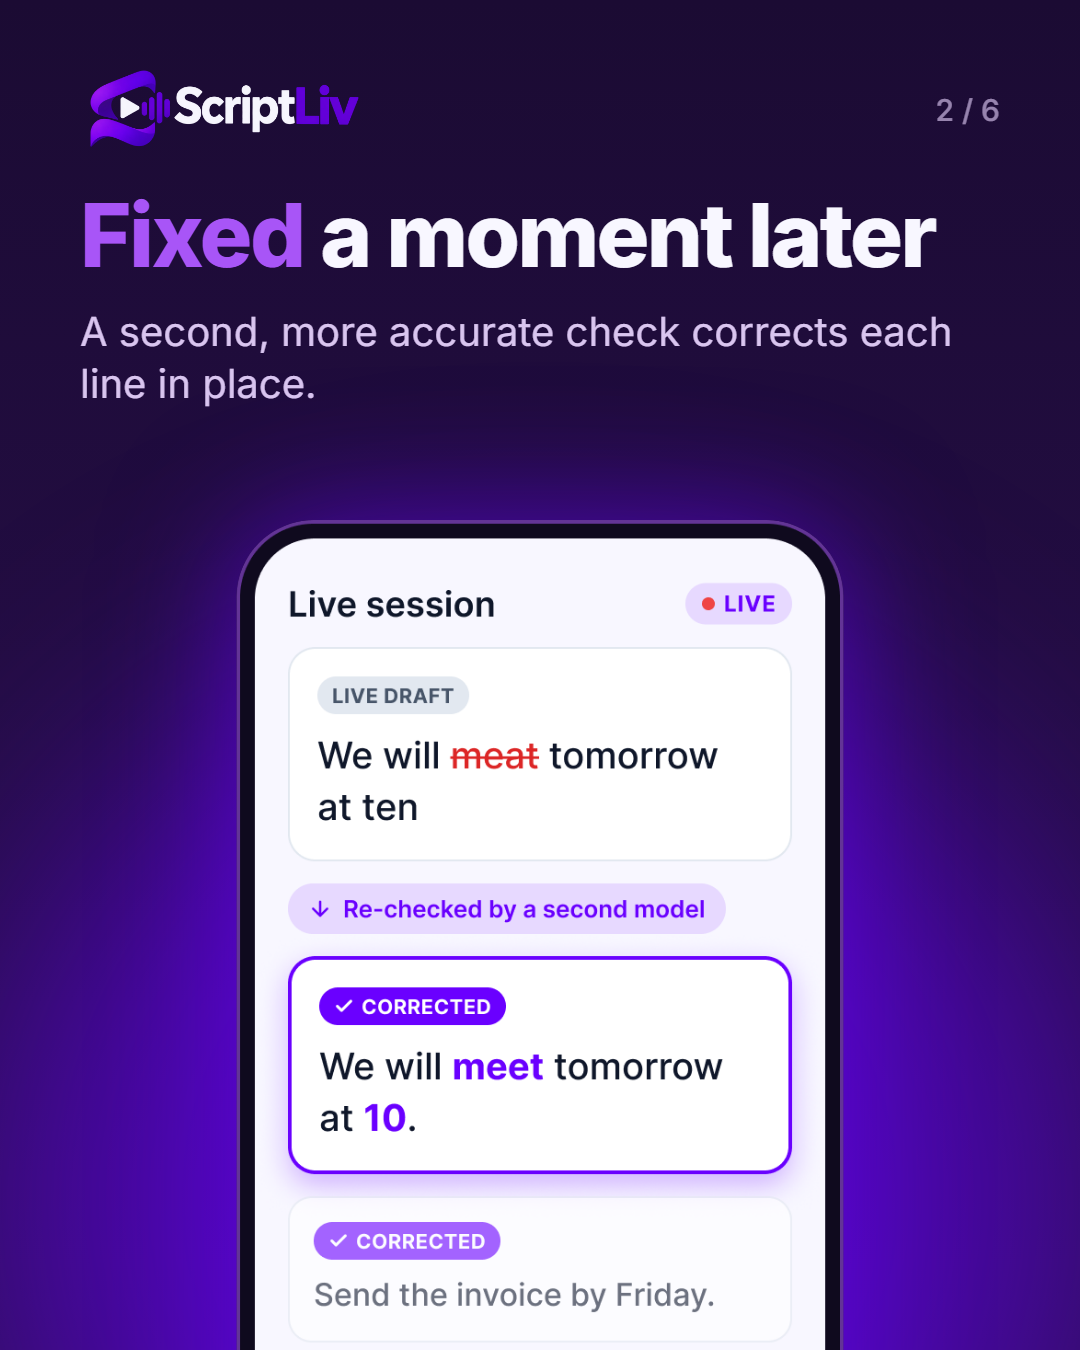 ScriptLiv
2 / 6
Fixed a moment later
A second, more accurate check corrects each
line in place.
Live session
LIVE
LIVE DRAFT
We will meat tomorrow
at ten
Re-checked by a second model
CORRECTED
We will meet tomorrow
at 10.
CORRECTED
Send the invoice by Friday.